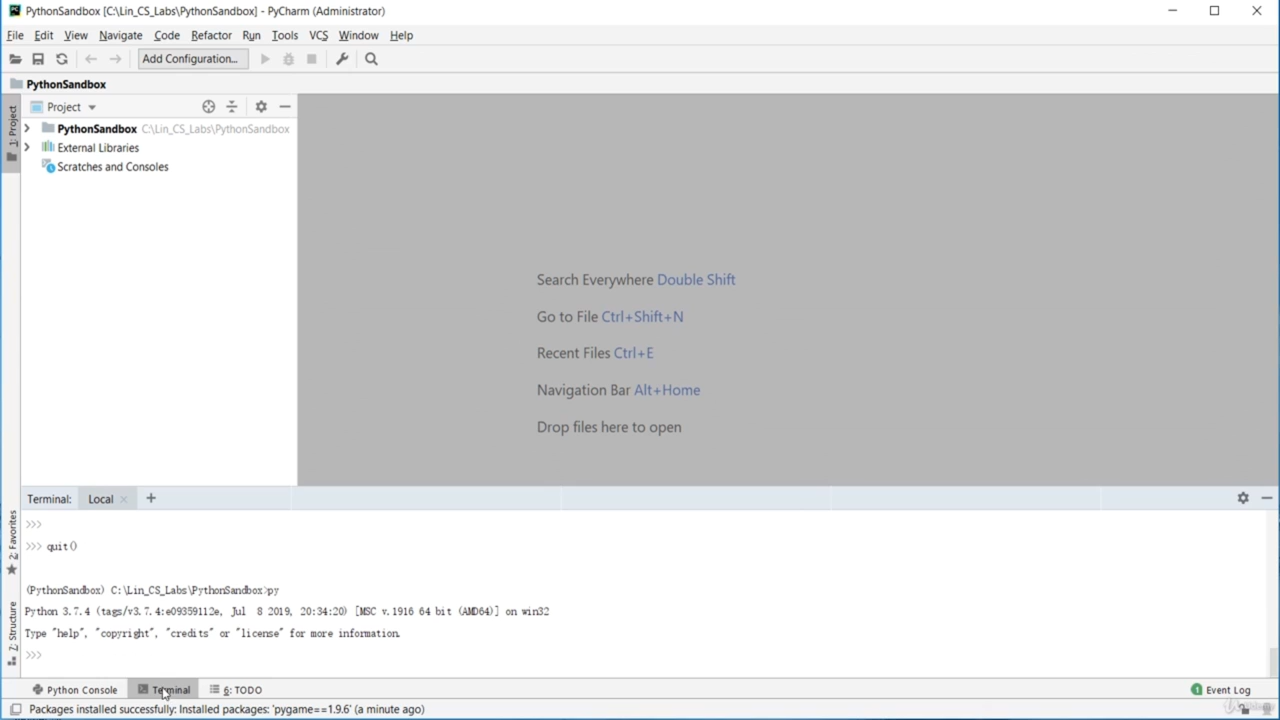 PythonSandbox [C:\Lin_CS_Labs\PythonSandbox] - PyCharm (Administrator)
File Edit View Navigate Code Refactor Run Tools VCS Window Help
Add Configuration...
PythonSandbox
1: Project
Project
PythonSandbox C:\Lin_CS_Labs\PythonSandbox
External Libraries
Scratches and Consoles
Search Everywhere Double Shift
Go to File Ctrl+Shift+N
Recent Files Ctrl+E
Navigation Bar Alt+Home
Drop files here to open
2: Favorites
7: Structure
Terminal: Local
>>>
>>> quit()
(PythonSandbox) C:\Lin_CS_Labs\PythonSandbox>py
Python 3.7.4 (tags/v3.7.4:e09359112e, Jul 8 2019, 20:34:20) [MSC v.1916 64 bit (AMD64)] on win32
Type "help", "copyright", "credits" or "license" for more information.
>>>
Python Console Terminal 6: TODO 1 Event Log
Packages installed successfully: Installed packages: 'pygame==1.9.6' (a minute ago)